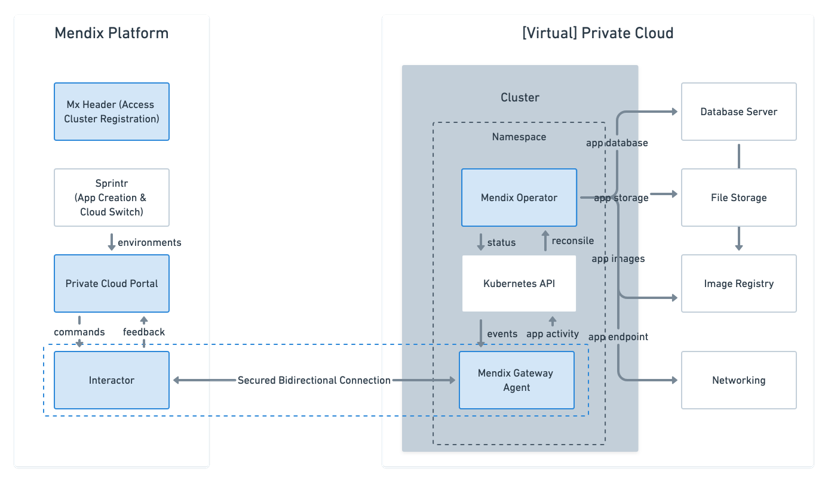 Mendix Platform
[Virtual] Private Cloud
Mx Header (Access
Cluster Registration)
Sprintr
(App Creation &
Cloud Switch)
environments
Private Cloud Portal
commands
feedback
Interactor
Secured Bidirectional Connection
Cluster
Namespace
Mendix Operator
status
reconsile
Kubernetes API
events
app activity
Mendix Gateway
Agent
app database
app storage
app images
app endpoint
Database Server
File Storage
Image Registry
Networking